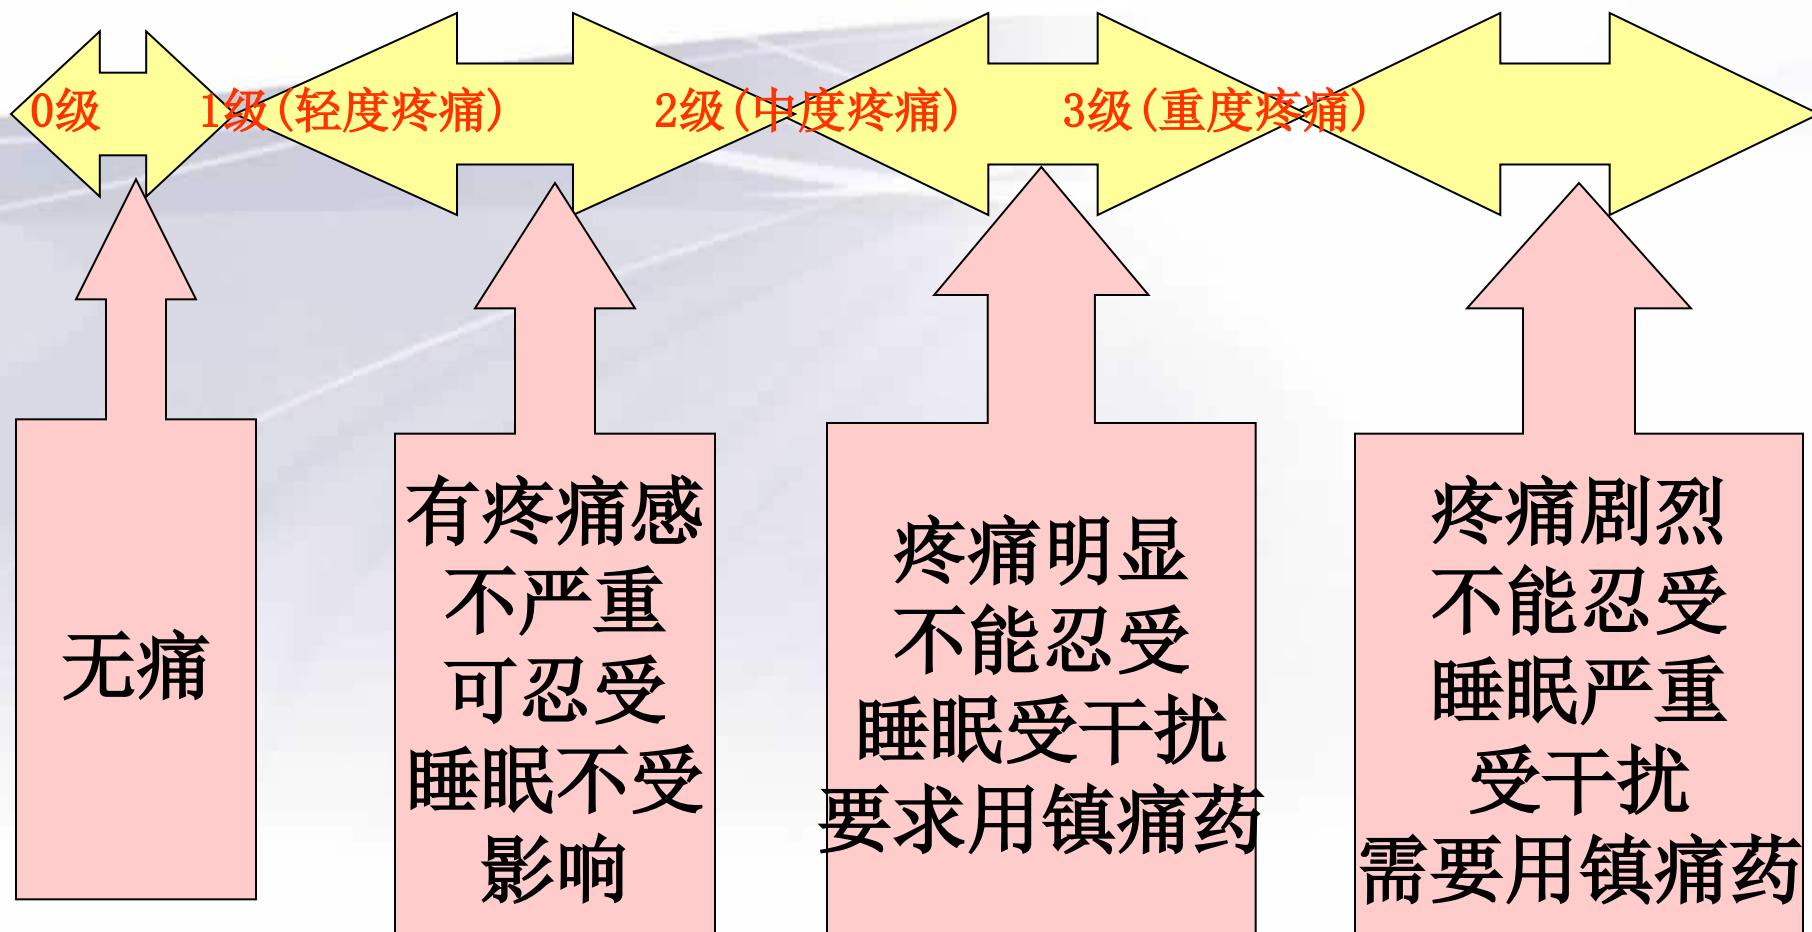 0级 1级(轻度疼痛) 2级(中度疼痛) 3级(重度疼痛)
无痛
有疼痛感
不严重
可忍受
睡眠不受
影响
疼痛明显
不能忍受
睡眠受干扰
要求用镇痛药
疼痛剧烈
不能忍受
睡眠严重
受干扰
需要用镇痛药